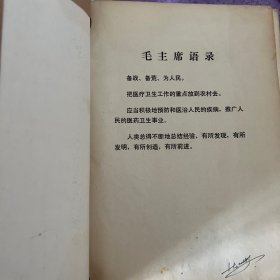 毛主席语录
备战、备荒、为人民。
把医疗卫生工作的重点放到农村去。
应当积极地预防和医治人民的疾病，推广人
民的医药卫生事业。
人类总得不断地总结经验，有所发现，有所
发明，有所创造，有所前进。